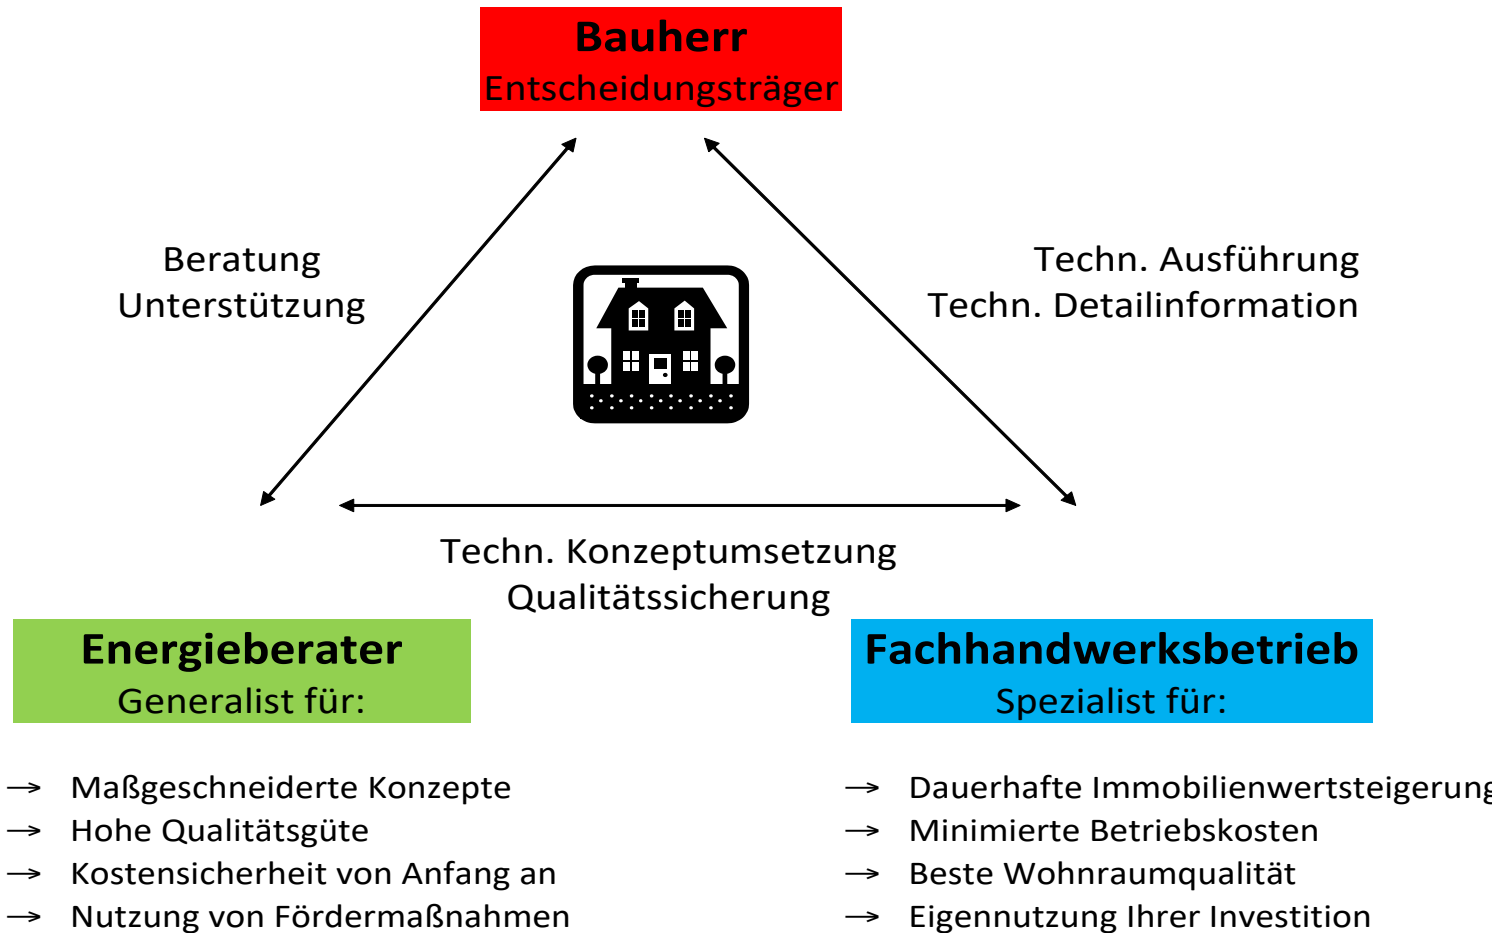 Bauherr
Entscheidungsträger
Beratung
Unterstützung
Techn. Ausführung
Techn. Detailinformation
Techn. Konzeptumsetzung
Qualitätssicherung
Energieberater
Generalist für:
→ Maßgeschneiderte Konzepte
→ Hohe Qualitätsgüte
→ Kostensicherheit von Anfang an
→ Nutzung von Fördermaßnahmen
Fachhandwerksbetrieb
Spezialist für:
→ Dauerhafte Immobilienwertsteigerung
→ Minimierte Betriebskosten
→ Beste Wohnraumqualität
→ Eigennutzung Ihrer Investition